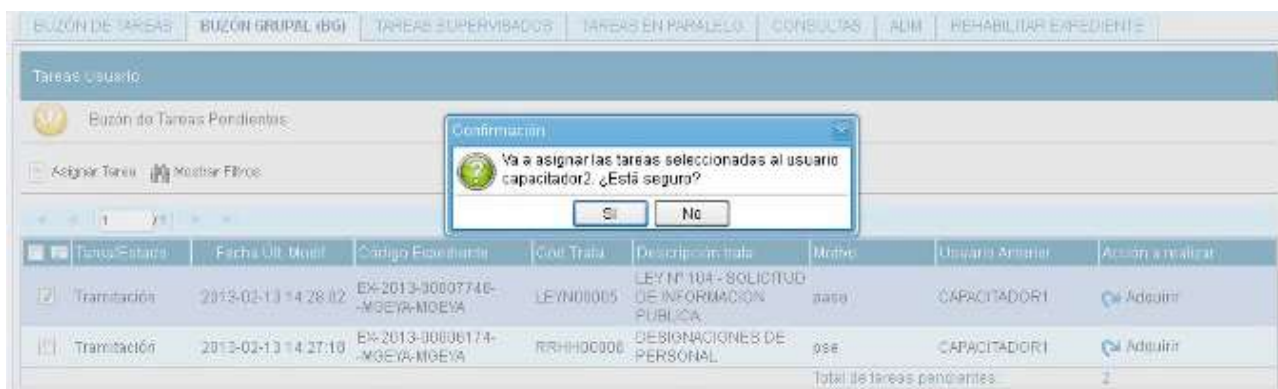 BUZÓN DE TAREAS BUZÓN GRUPAL (BG) TAREAS SUPERVISADOS TAREAS EN PARALELO CONSULTAS ADM REHABILITAR EXPEDIENTE
Tareas Usuario
Buzón de Tareas Pendientes
Confirmación
Va a asignar las tareas seleccionadas al usuario
capacitador2. ¿Está seguro?
Si No
Asignar Tarea Mostrar Filtros
1 /1
Tarea/Estado Fecha Ult. Modif Código Expediente Cód. Trata Descripción trata Motivo Usuario Anterior Acción a realizar
Tramitación 2013-02-13 14:28:02 EX-2013-00007746- -MGEYA-MGEYA LEYN00005 LEY Nº 104 - SOLICITUD DE INFORMACION PUBLICA pase CAPACITADOR1 Adquirir
Tramitación 2013-02-13 14:27:10 EX-2013-00006174- -MGEYA-MGEYA DESIGNACIONES DE PERSONAL CAPACITADOR1 Adquirir
Total de tareas pendientes: 2